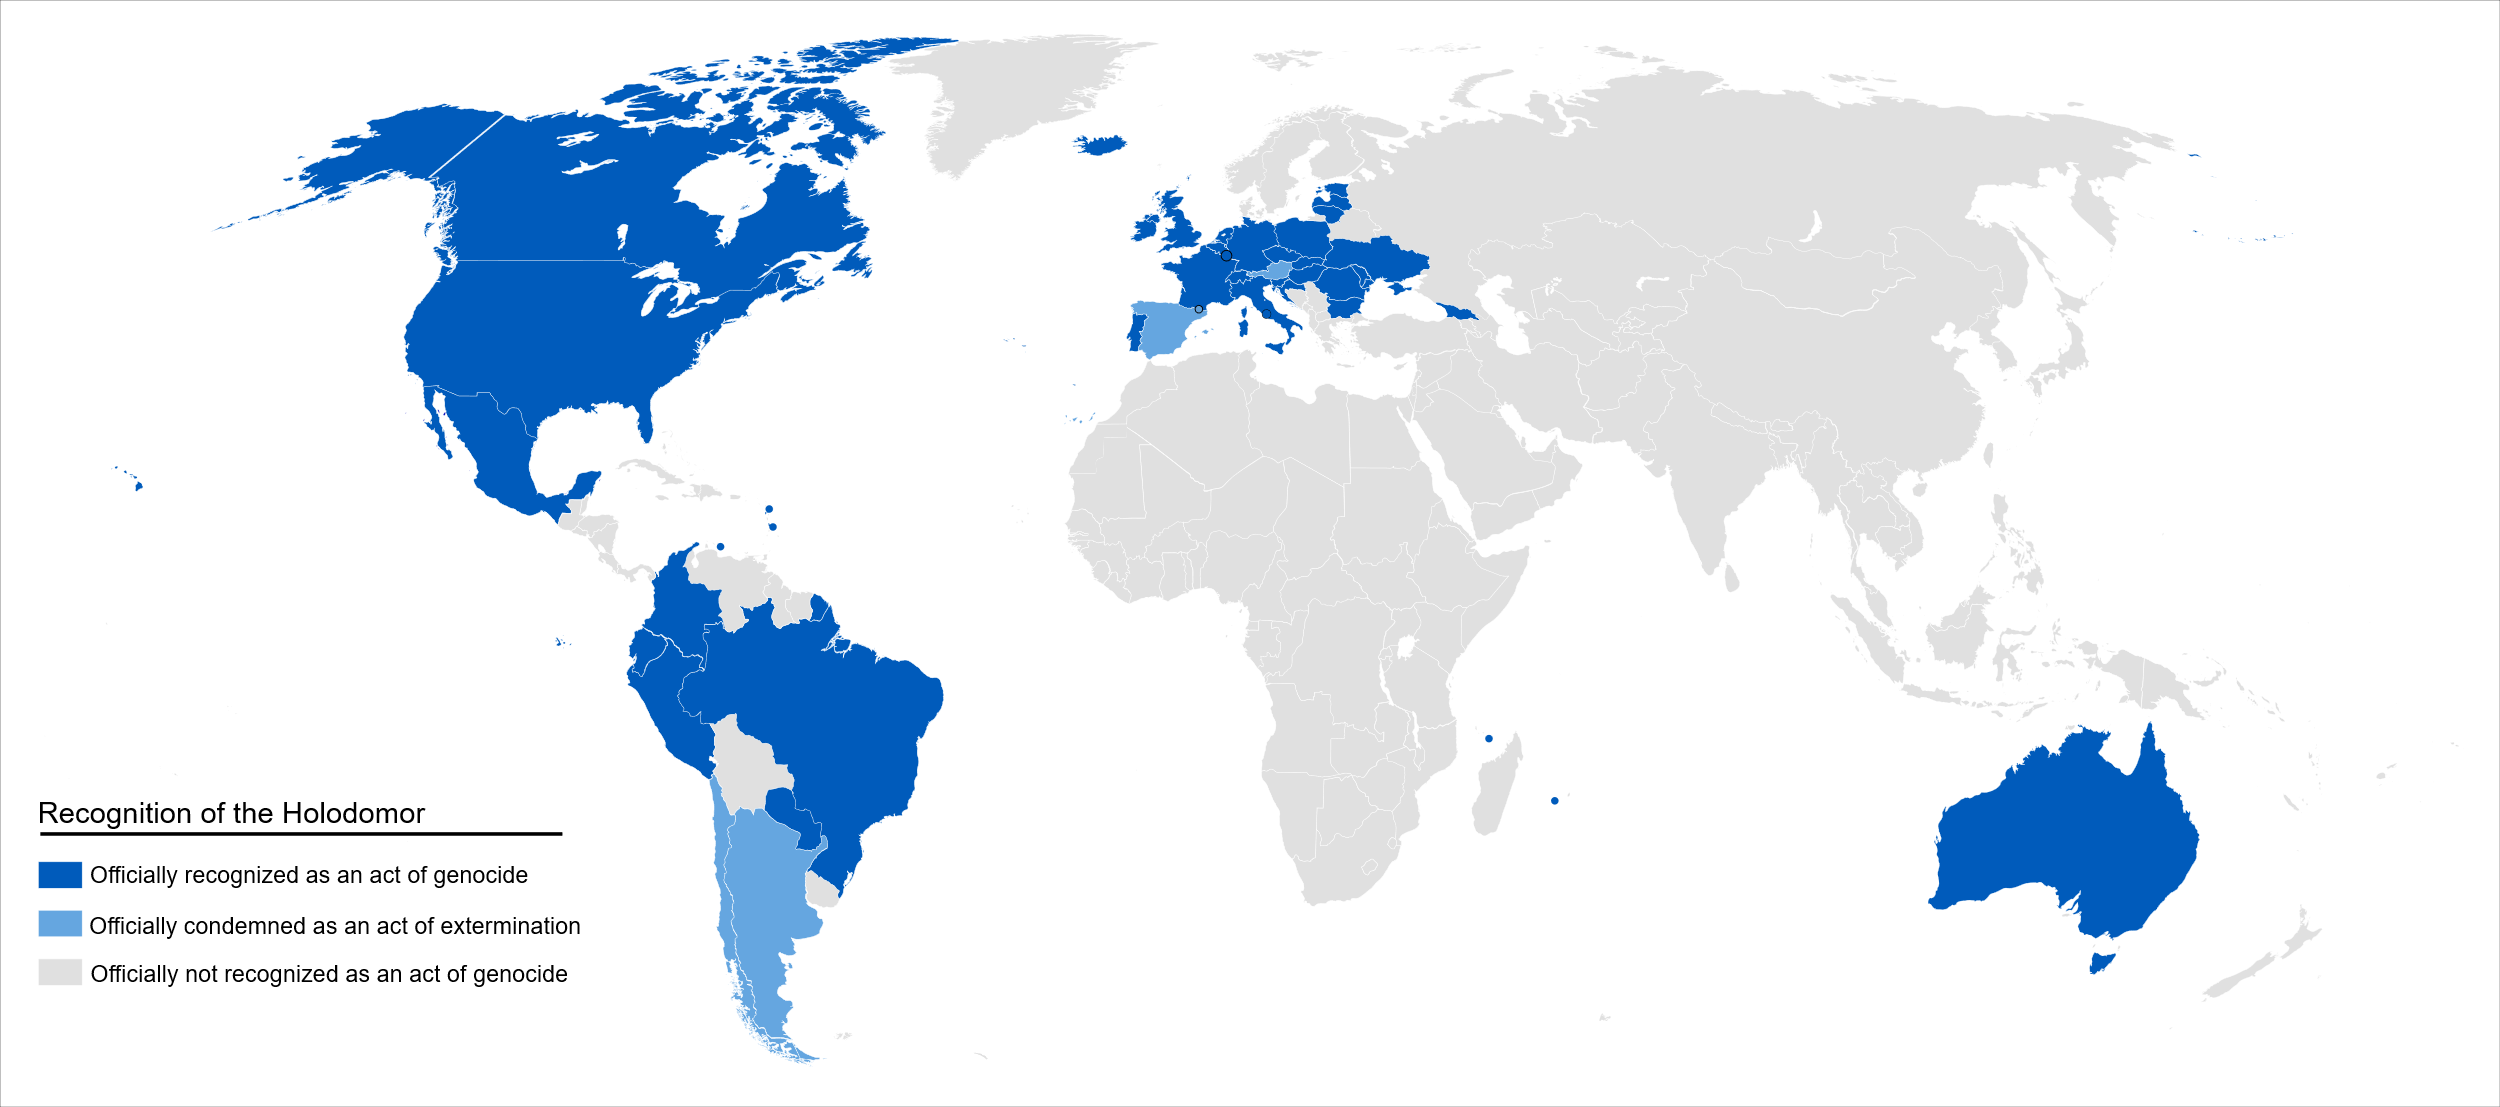 Recognition of the Holodomor
Officially recognized as an act of genocide
Officially condemned as an act of extermination
Officially not recognized as an act of genocide